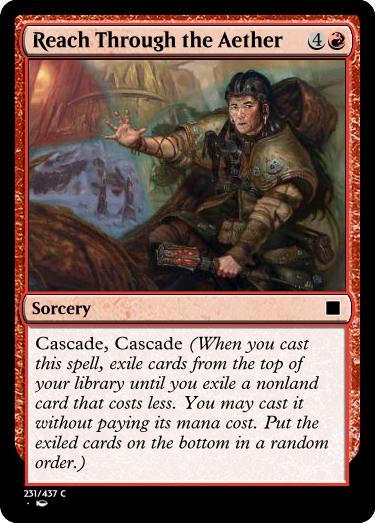 Reach Through the Aether 4
Sorcery
Cascade, Cascade (When you cast
this spell, exile cards from the top of
your library until you exile a nonland
card that costs less. You may cast it
without paying its mana cost. Put the
exiled cards on the bottom in a random
order.)
231/437 C